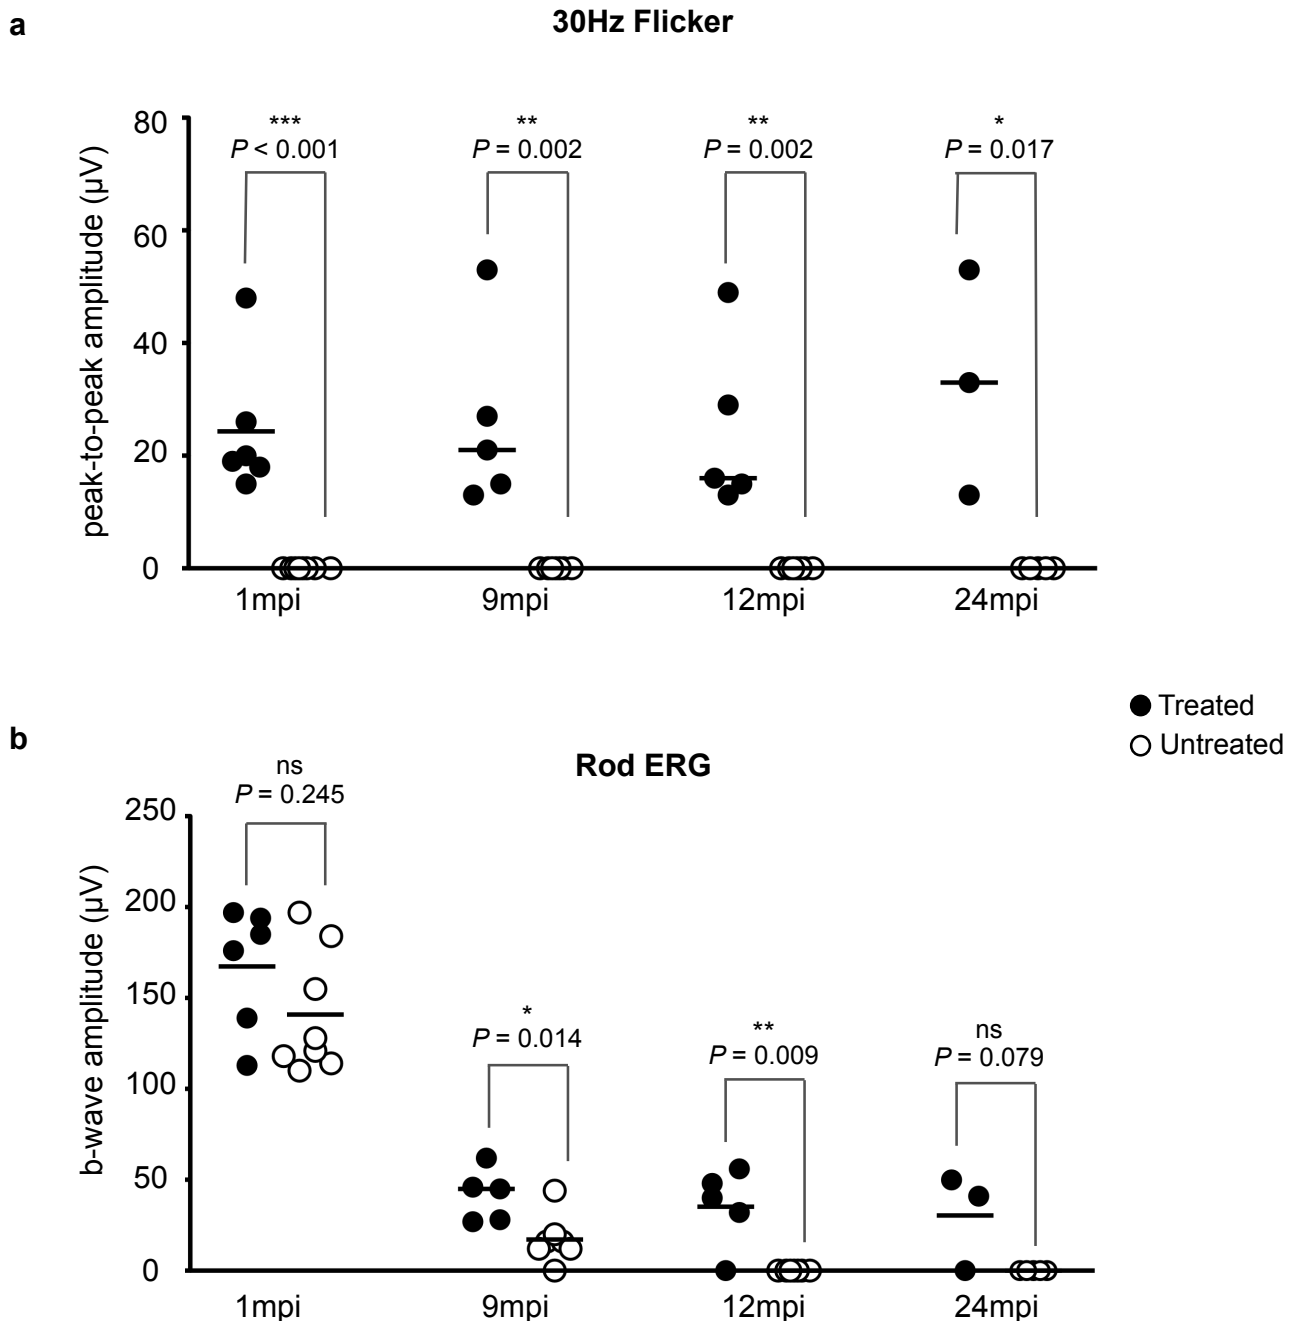 a
30Hz Flicker
peak-to-peak amplitude (µV)
80
60
40
20
0
***
P < 0.001
**
P = 0.002
**
P = 0.002
*
P = 0.017
1mpi
9mpi
12mpi
24mpi
Treated
Untreated
b
Rod ERG
b-wave amplitude (µV)
250
200
150
100
50
0
ns
P = 0.245
*
P = 0.014
**
P = 0.009
ns
P = 0.079
1mpi
9mpi
12mpi
24mpi